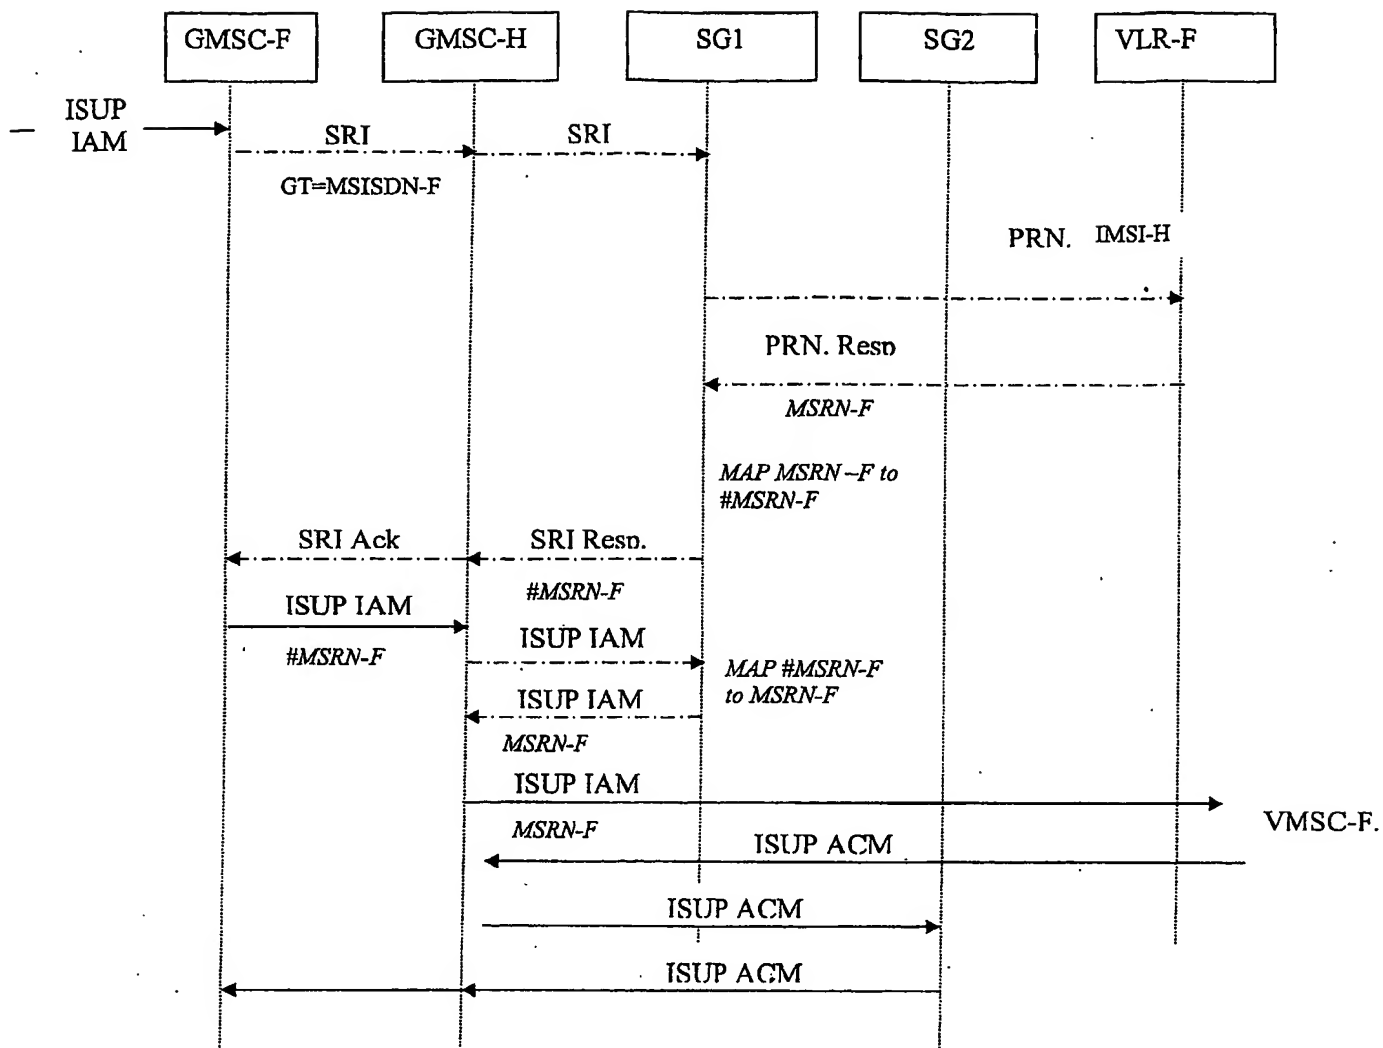 GMSC-F
GMSC-H
SG1
SG2
VLR-F
ISUP
IAM
SRI
SRI
GT=MSISDN-F
PRN. IMSI-H
PRN. Resp
MSRN-F
MAP MSRN–F to
#MSRN-F
SRI Ack
SRI Resp.
#MSRN-F
ISUP IAM
#MSRN-F
ISUP IAM
MAP #MSRN-F
to MSRN-F
ISUP IAM
MSRN-F
ISUP IAM
MSRN-F
VMSC-F.
ISUP ACM
ISUP ACM
ISUP ACM